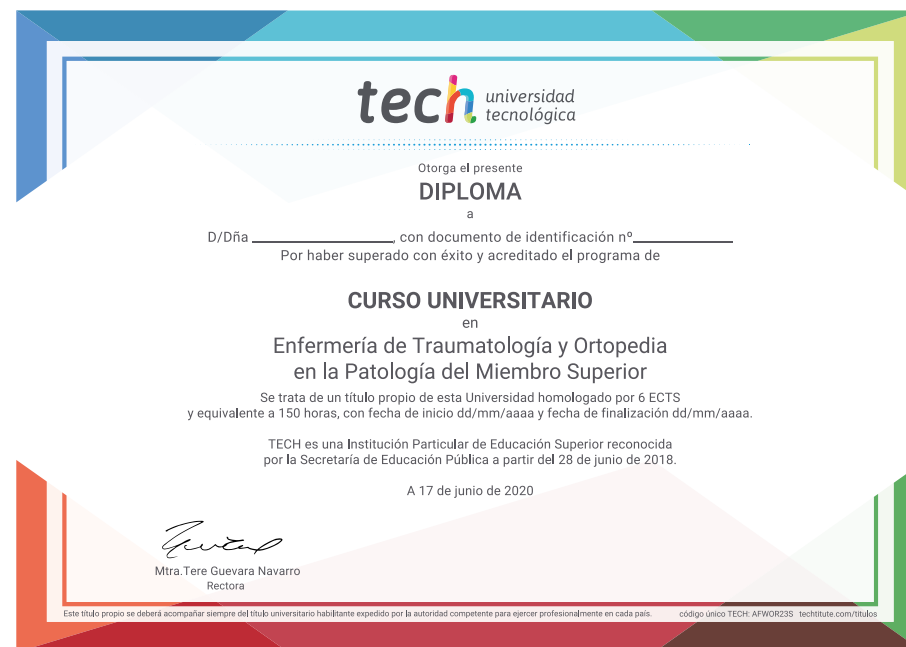 tech universidad
tecnológica
Otorga el presente
DIPLOMA
a
D/Dña ____________________, con documento de identificación nº______________
Por haber superado con éxito y acreditado el programa de
CURSO UNIVERSITARIO
en
Enfermería de Traumatología y Ortopedia
en la Patología del Miembro Superior
Se trata de un título propio de esta Universidad homologado por 6 ECTS
y equivalente a 150 horas, con fecha de inicio dd/mm/aaaa y fecha de finalización dd/mm/aaaa.
TECH es una Institución Particular de Educación Superior reconocida
por la Secretaría de Educación Pública a partir del 28 de junio de 2018.
A 17 de junio de 2020
Mtra.Tere Guevara Navarro
Rectora
Este título propio se deberá acompañar siempre del título universitario habilitante expedido por la autoridad competente para ejercer profesionalmente en cada país. código único TECH: AFWOR23S techtitute.com/titulos